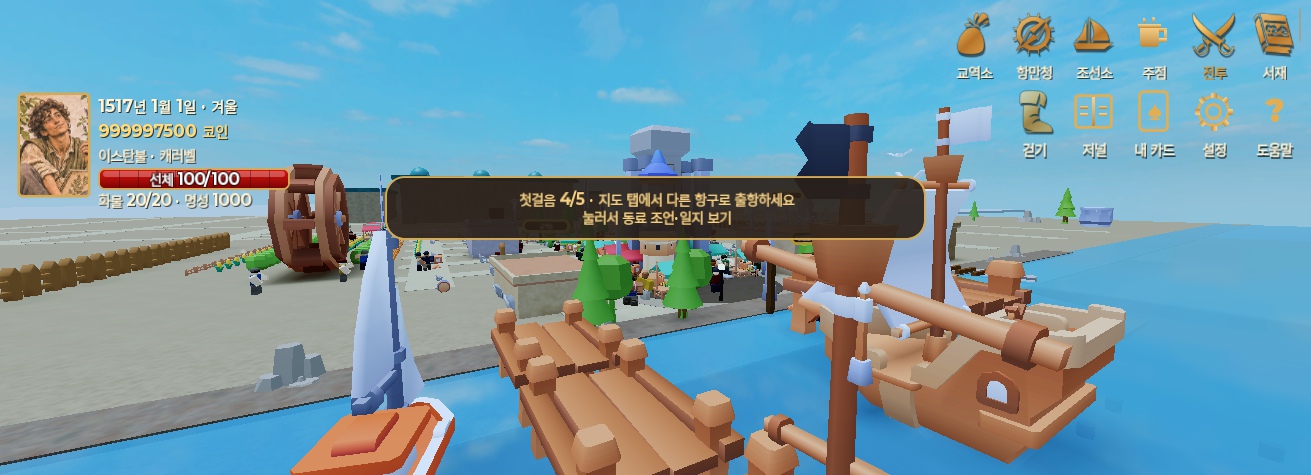 1517년 1월 1일 · 겨울
999997500 코인
이스탄불 · 캐러벨
선체 100/100
화물 20/20 · 명성 1000
첫걸음 4/5 · 지도 탭에서 다른 항구로 출항하세요
눌러서 동료 조언·일지 보기
교역소 항만청 조선소 주점 전투 서재
걷기 저널 내 카드 설정 도움말
?